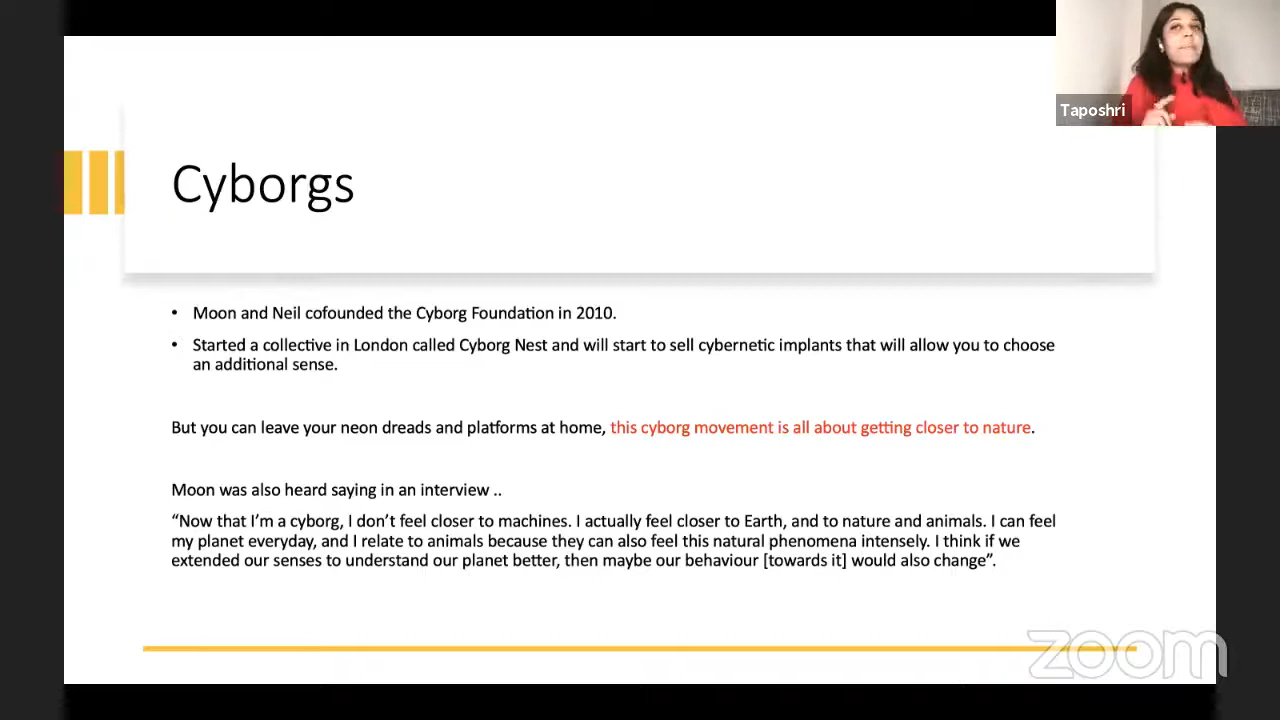 Taposhri
Cyborgs
• Moon and Neil cofounded the Cyborg Foundation in 2010.
• Started a collective in London called Cyborg Nest and will start to sell cybernetic implants that will allow you to choose
an additional sense.
But you can leave your neon dreads and platforms at home, this cyborg movement is all about getting closer to nature.
Moon was also heard saying in an interview ..
“Now that I’m a cyborg, I don’t feel closer to machines. I actually feel closer to Earth, and to nature and animals. I can feel
my planet everyday, and I relate to animals because they can also feel this natural phenomena intensely. I think if we
extended our senses to understand our planet better, then maybe our behaviour [towards it] would also change”.
zoom